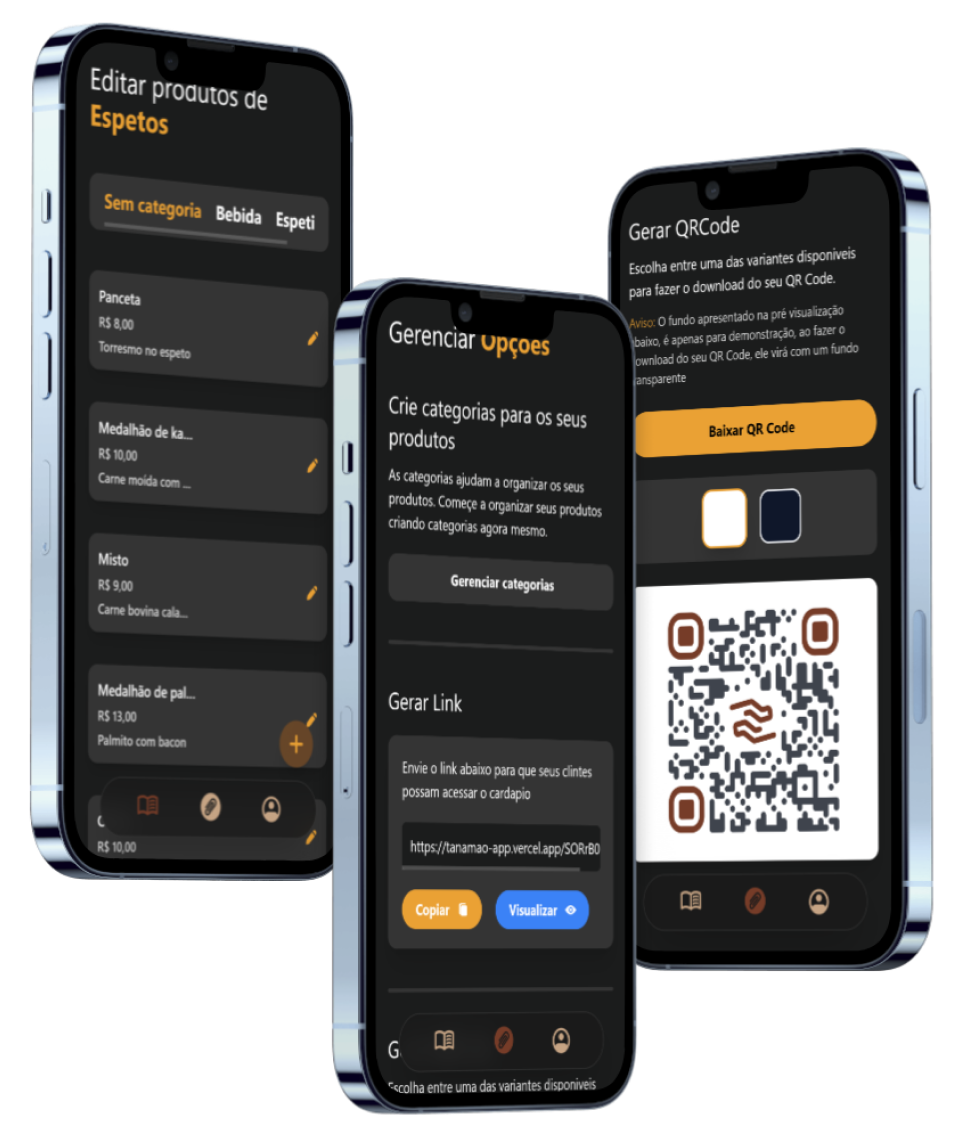 Editar produtos de
Espetos
Sem categoria Bebida Espeti
Panceta
R$ 8,00
Torresmo no espeto
Medalhão de ka...
R$ 10,00
Carne moída com ...
Misto
R$ 9,00
Carne bovina cala...
Medalhão de pal...
R$ 13,00
Palmito com bacon
R$ 10,00
Gerenciar Opções
Crie categorias para os seus
produtos
As categorias ajudam a organizar os seus
produtos. Começe a organizar seus produtos
criando categorias agora mesmo.
Gerenciar categorias
Gerar Link
Envie o link abaixo para que seus clintes
possam acessar o cardapio
https://tanamao-app.vercel.app/SORrB0
Copiar
Visualizar
Escolha entre uma das variantes disponiveis
Gerar QRCode
Escolha entre uma das variantes disponiveis
para fazer o download do seu QR Code.
Aviso: O fundo apresentado na pré visualização
abaixo, é apenas para demonstração, ao fazer o
download do seu QR Code, ele virá com um fundo
transparente
Baixar QR Code